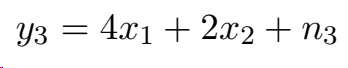 y₃ = 4x₁ + 2x₂ + n₃